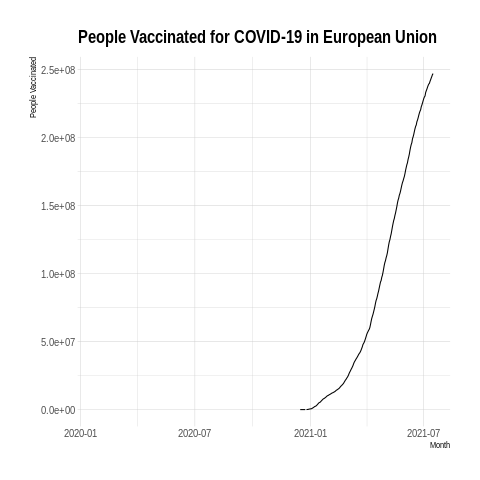 People Vaccinated for COVID-19 in European Union
People Vaccinated
2.5e+08
2.0e+08
1.5e+08
1.0e+08
5.0e+07
0.0e+00
2020-01 2020-07 2021-01 2021-07
Month